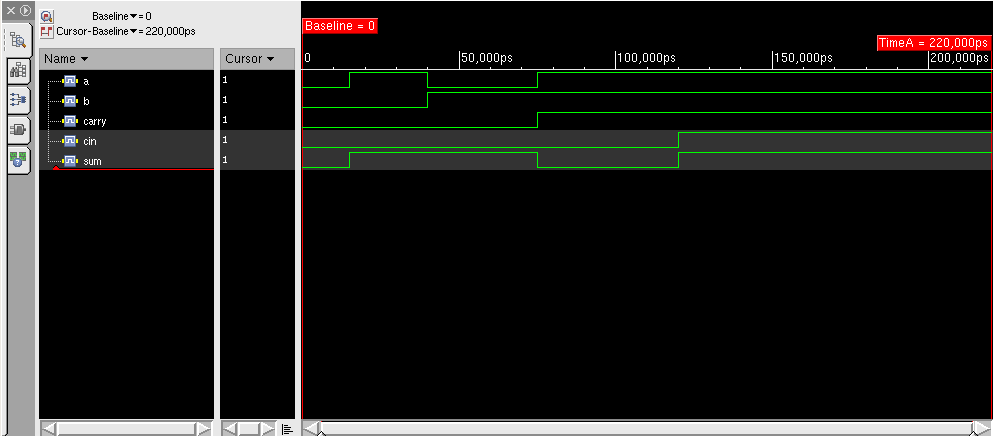 Baseline▼= 0
Cursor-Baseline▼= 220,000ps
Baseline = 0
TimeA = 220,000ps
0 50,000ps 100,000ps 150,000ps 200,000ps
Name▼ Cursor▼
a 1
b 1
carry 1
cin 1
sum 1